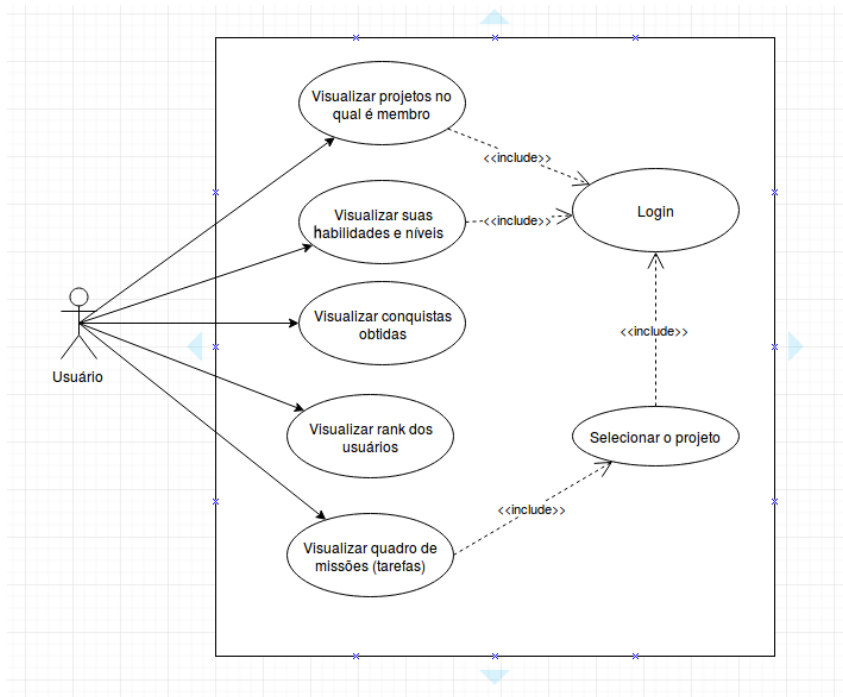 Visualizar projetos no
qual é membro
<<include>>
Visualizar suas
habilidades e níveis
<<include>>
Login
Visualizar conquistas
obtidas
<<include>>
Usuário
Visualizar rank dos
usuários
Selecionar o projeto
<<include>>
Visualizar quadro de
missões (tarefas)